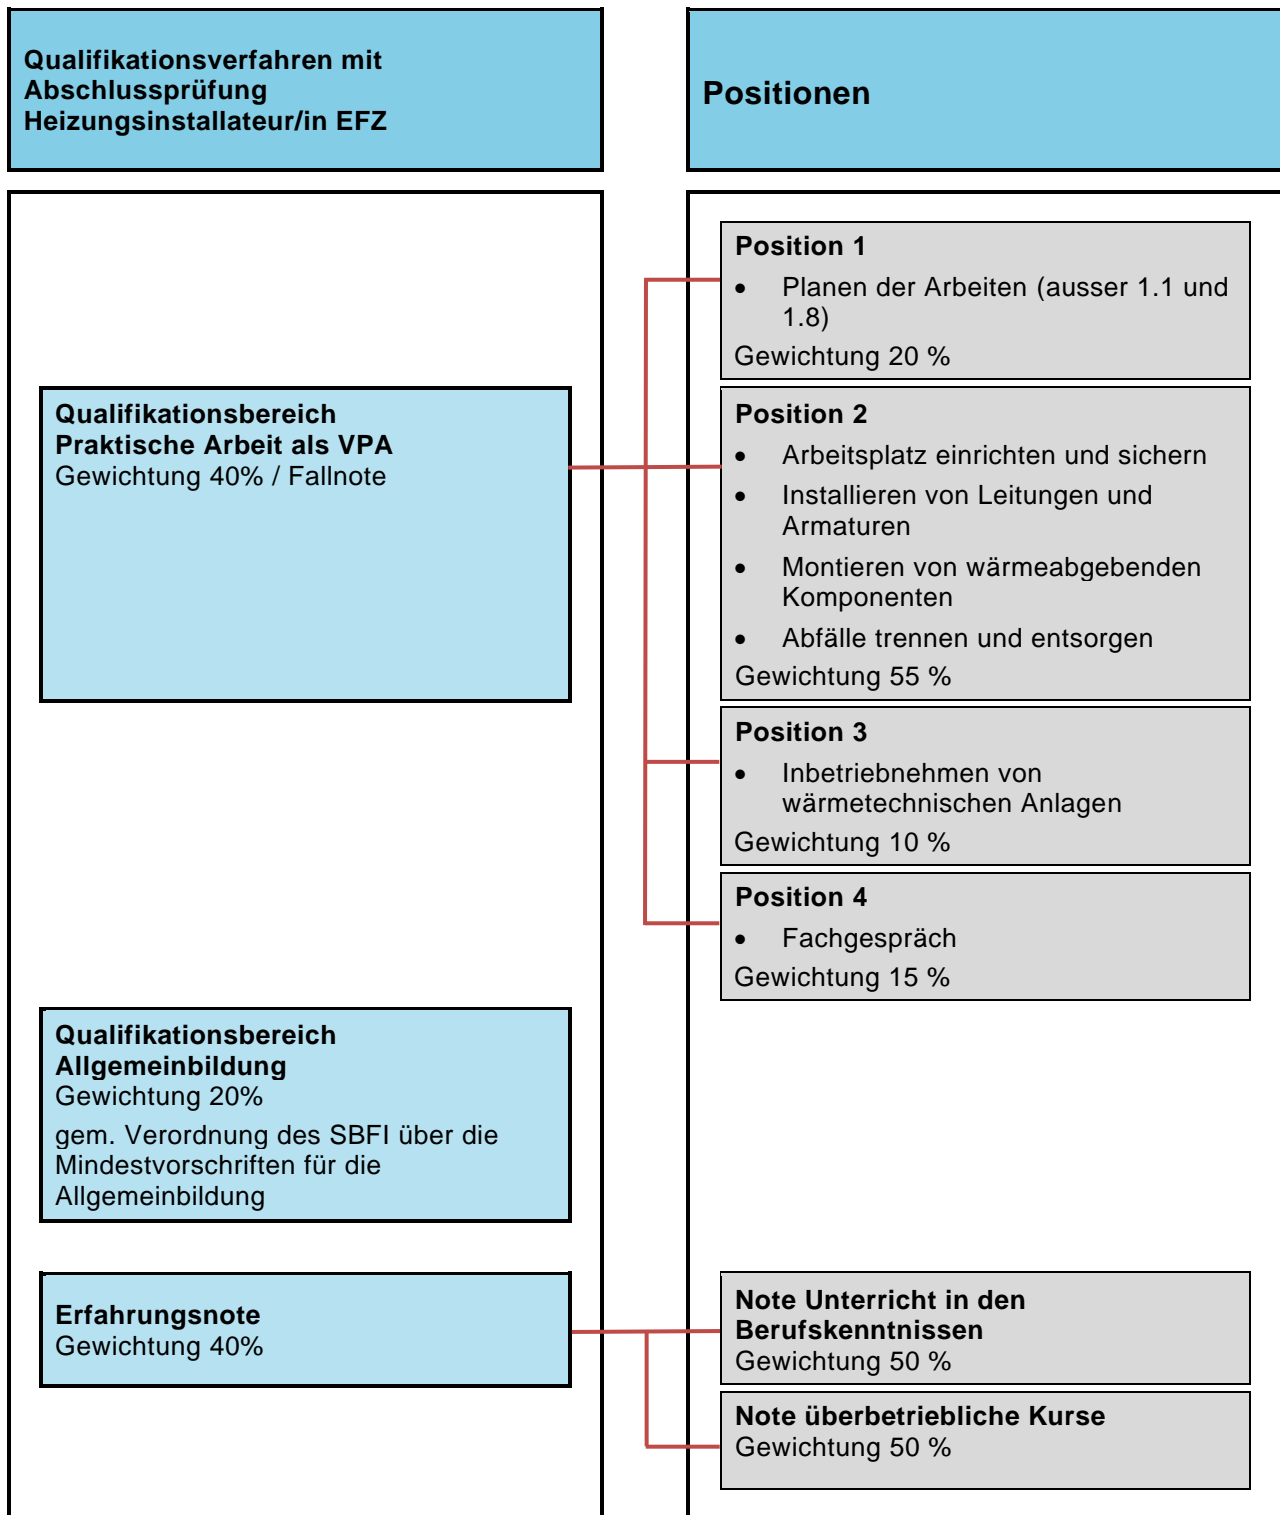 Qualifikationsverfahren mit
Abschlussprüfung
Heizungsinstallateur/in EFZ
Positionen
Qualifikationsbereich
Praktische Arbeit als VPA
Gewichtung 40% / Fallnote
Position 1
• Planen der Arbeiten (ausser 1.1 und
1.8)
Gewichtung 20 %
Position 2
• Arbeitsplatz einrichten und sichern
• Installieren von Leitungen und
Armaturen
• Montieren von wärmeabgebenden
Komponenten
• Abfälle trennen und entsorgen
Gewichtung 55 %
Position 3
• Inbetriebnehmen von
wärmetechnischen Anlagen
Gewichtung 10 %
Position 4
• Fachgespräch
Gewichtung 15 %
Qualifikationsbereich
Allgemeinbildung
Gewichtung 20%
gem. Verordnung des SBFI über die
Mindestvorschriften für die
Allgemeinbildung
Erfahrungsnote
Gewichtung 40%
Note Unterricht in den
Berufskenntnissen
Gewichtung 50 %
Note überbetriebliche Kurse
Gewichtung 50 %